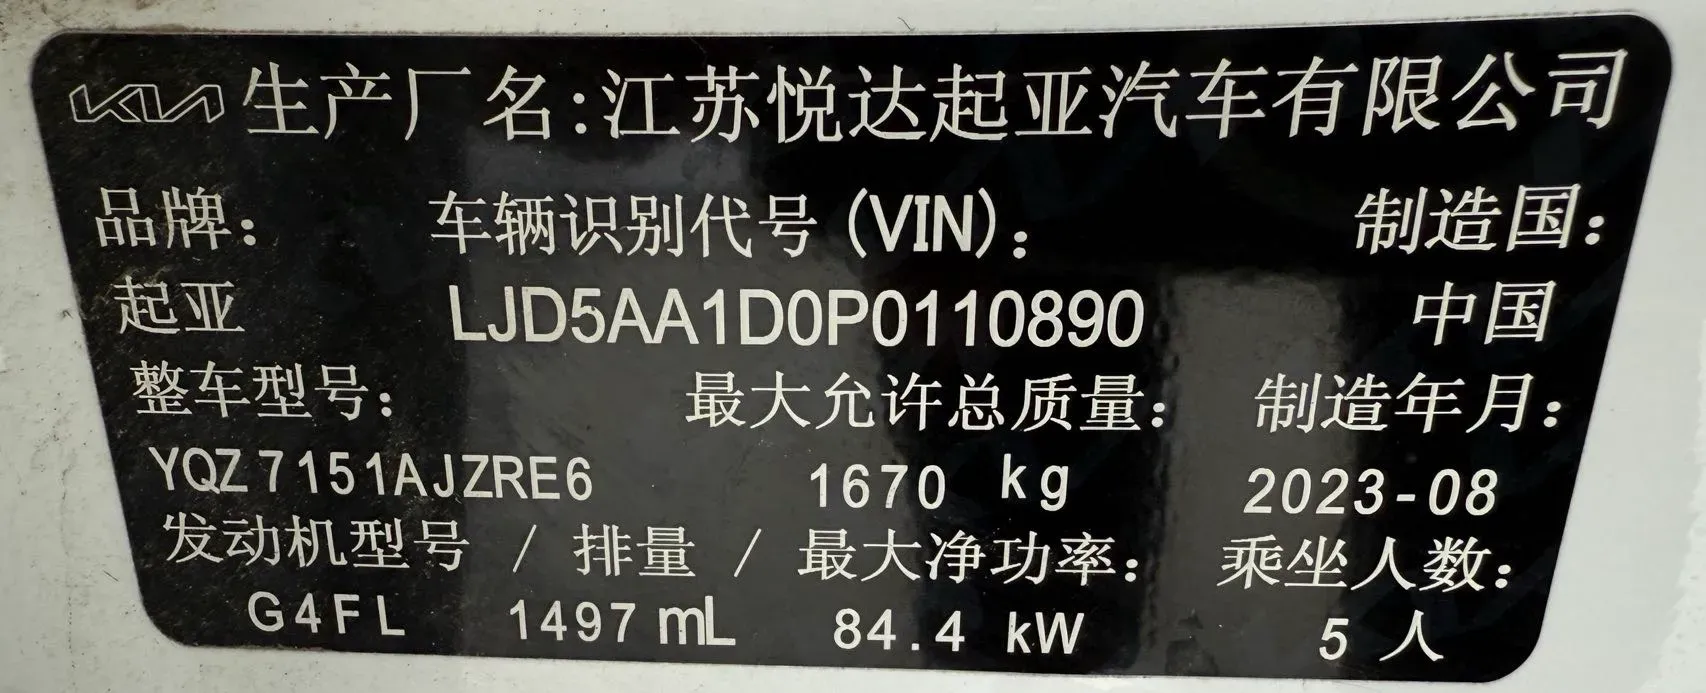 KIA 生产厂名:江苏悦达起亚汽车有限公司
品牌: 车辆识别代号(VIN): 制造国:
起亚 LJD5AA1D0P0110890 中国
整车型号: 最大允许总质量: 制造年月:
YQZ7151AJZRE6 1670 kg 2023-08
发动机型号 / 排量 / 最大净功率: 乘坐人数:
G4FL 1497 mL 84.4 kW 5 人